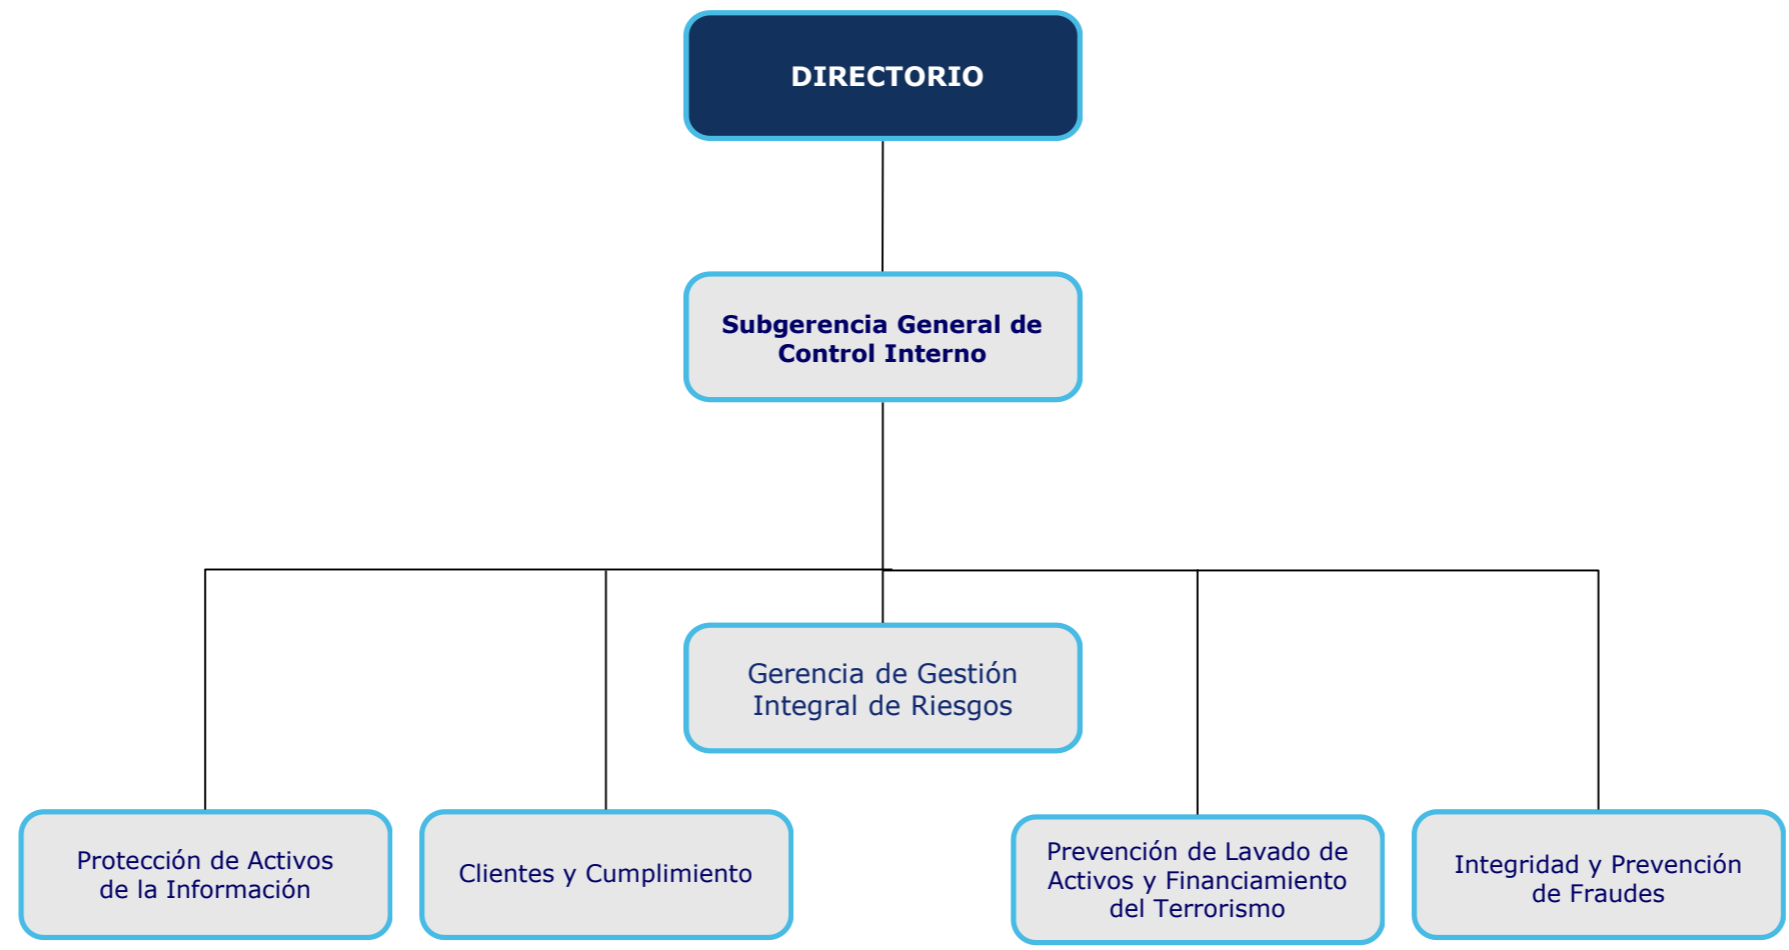 DIRECTORIO
Subgerencia General de
Control Interno
Gerencia de Gestión
Integral de Riesgos
Protección de Activos
de la Información
Clientes y Cumplimiento
Prevención de Lavado de
Activos y Financiamiento
del Terrorismo
Integridad y Prevención
de Fraudes